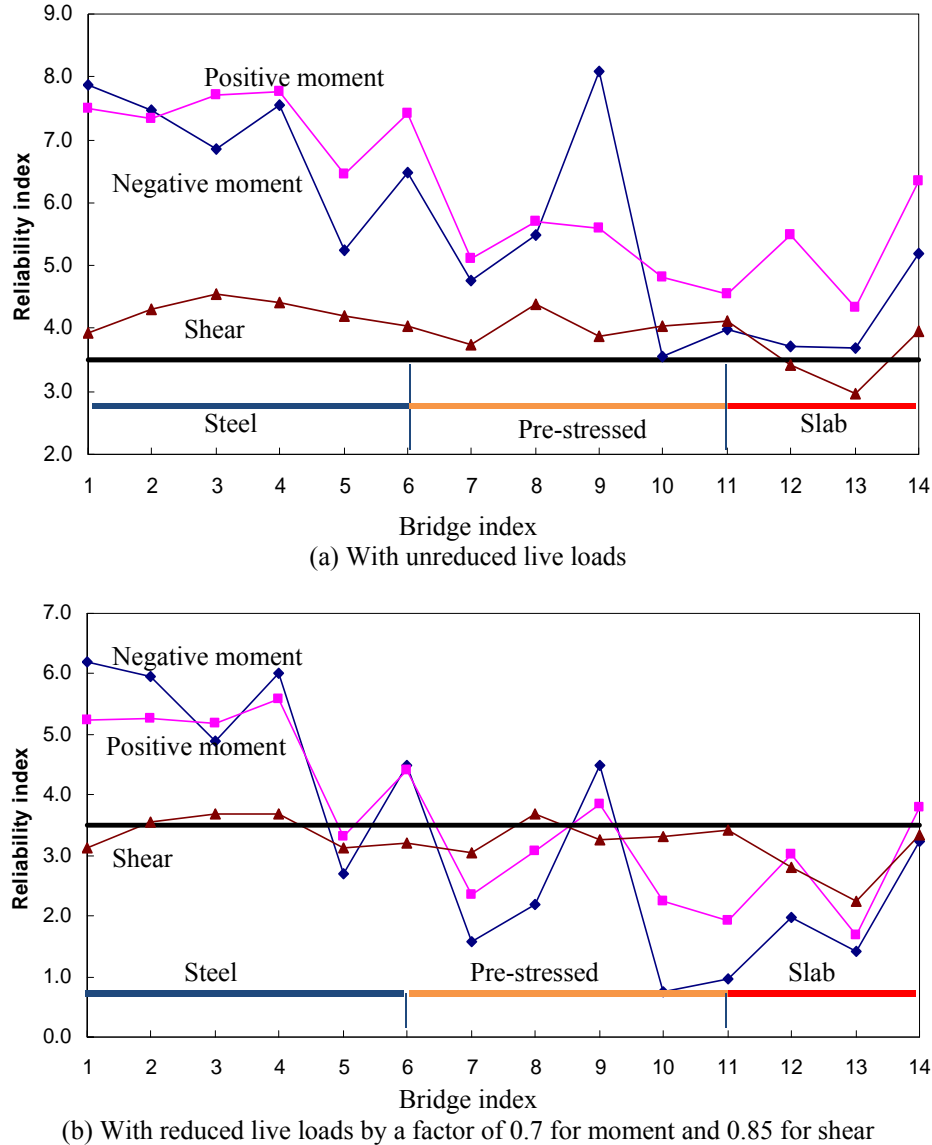 9.0
8.0
7.0
6.0
5.0
4.0
3.0
2.0
Reliability index
Positive moment
Negative moment
Shear
Steel
Pre-stressed
Slab
1 2 3 4 5 6 7 8 9 10 11 12 13 14
Bridge index
(a) With unreduced live loads
7.0
6.0
5.0
4.0
3.0
2.0
1.0
0.0
Reliability index
Negative moment
Positive moment
Shear
Steel
Pre-stressed
Slab
1 2 3 4 5 6 7 8 9 10 11 12 13 14
Bridge index
(b) With reduced live loads by a factor of 0.7 for moment and 0.85 for shear